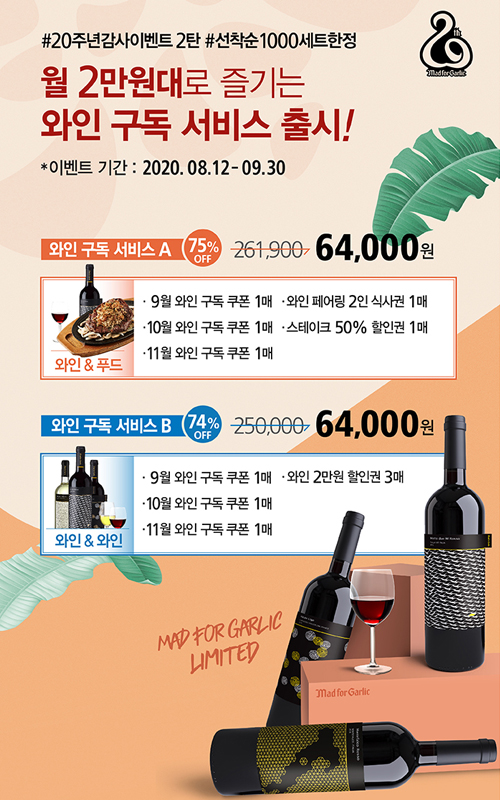 #20주년감사이벤트 2탄 #선착순1000세트한정
th
Mad for Garlic
월 2만원대로 즐기는
와인 구독 서비스 출시!
*이벤트 기간 : 2020. 08.12 - 09.30
와인 구독 서비스 A 75% OFF 261,900 64,000원
· 9월 와인 구독 쿠폰 1매 ·와인 페어링 2인 식사권 1매
·10월 와인 구독 쿠폰 1매 ·스테이크 50% 할인권 1매
·11월 와인 구독 쿠폰 1매
와인 & 푸드
와인 구독 서비스 B 74% OFF 250,000 64,000원
· 9월 와인 구독 쿠폰 1매 ·와인 2만원 할인권 3매
·10월 와인 구독 쿠폰 1매
·11월 와인 구독 쿠폰 1매
와인 & 와인
MAD FOR GARLIC
LIMITED
Mad for Garlic